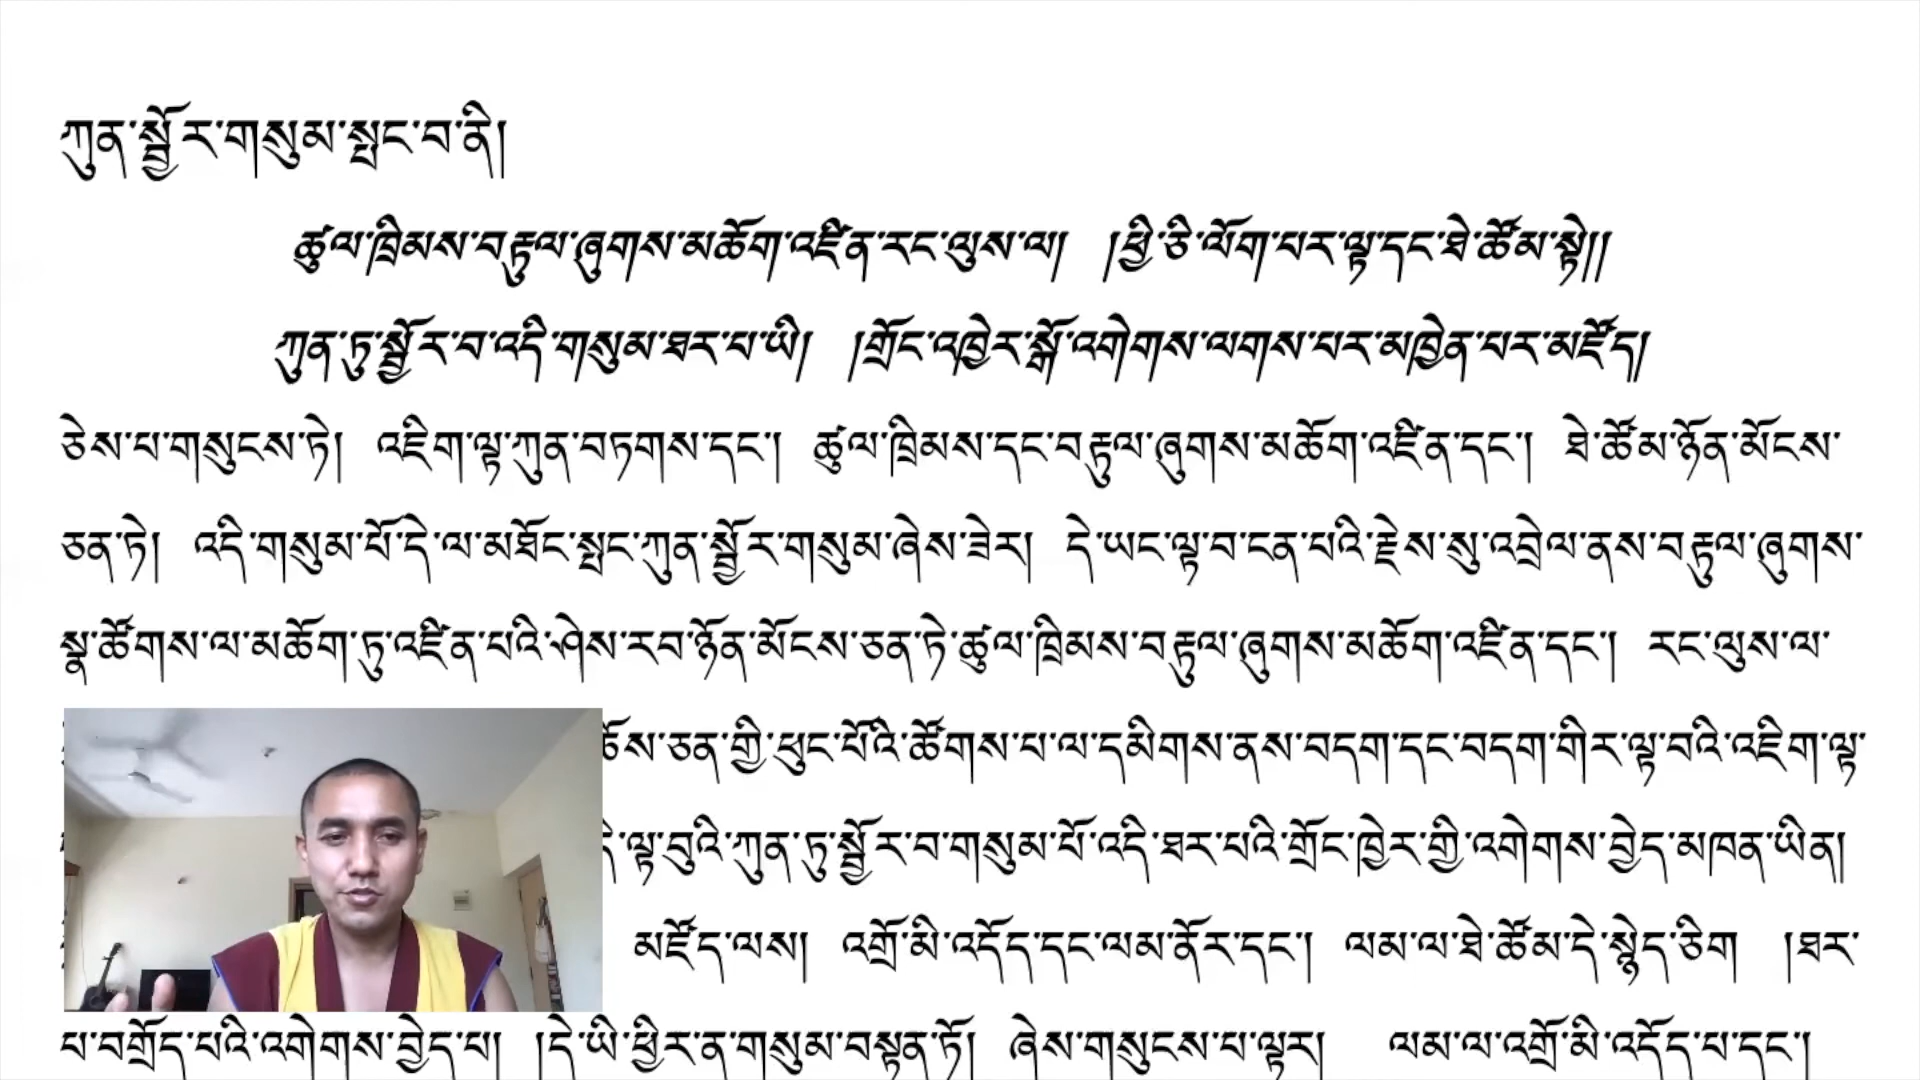 ཀུན་སྦྱོར་གསུམ་སྤང་བ་ནི།
ཚུལ་ཁྲིམས་བརྟུལ་ཞུགས་མཆོག་འཛིན་རང་ལུས་ལ། །ཕྱི་ཅི་ལོག་པར་ལྟ་དང་ཐེ་ཚོམ་སྟེ།།
ཀུན་ཏུ་སྦྱོར་བ་འདི་གསུམ་ཐར་པ་ཡི། །གྲོང་འཁྱེར་སྒོ་འགེགས་ལགས་པར་མཁྱེན་པར་མཛོད།
ཅེས་པ་གསུངས་ཏེ། འཇིག་ལྟ་ཀུན་བཏགས་དང་། ཚུལ་ཁྲིམས་དང་བརྟུལ་ཞུགས་མཆོག་འཛིན་དང་། ཐེ་ཚོམ་ཉོན་མོངས་
ཅན་ཏེ། འདི་གསུམ་པོ་དེ་ལ་མཐོང་སྤང་ཀུན་སྦྱོར་གསུམ་ཞེས་ཟེར། དེ་ཡང་ལྟ་བ་ངན་པའི་རྗེས་སུ་འབྲེལ་ནས་བརྟུལ་ཞུགས་
སྣ་ཚོགས་ལ་མཆོག་ཏུ་འཛིན་པའི་ཤེས་རབ་ཉོན་མོངས་ཅན་ཏེ་ཚུལ་ཁྲིམས་བརྟུལ་ཞུགས་མཆོག་འཛིན་དང་། རང་ལུས་ལ་
ཅན་གྱི་ཕུང་པོའི་ཚོགས་པ་ལ་དམིགས་ནས་བདག་དང་བདག་གིར་ལྟ་བའི་འཇིག་ལྟ་
ལྟ་བུའི་ཀུན་ཏུ་སྦྱོར་བ་གསུམ་པོ་འདི་ཐར་པའི་གྲོང་ཁྱེར་གྱི་འགེགས་བྱེད་མཁན་ཡིན།
མཛོད་ལས། འགྲོ་མི་འདོད་དང་ལམ་ནོར་དང་། ལམ་ལ་ཐེ་ཚོམ་དེ་སྙེད་ཅིག །ཐར་
པ་བགྲོད་པའི་འགེགས་བྱེད་པ། །དེ་ཡི་ཕྱིར་ན་གསུམ་བསྟན་ཏོ། ཞེས་གསུངས་པ་ལྟར། ལམ་ལ་འགྲོ་མི་འདོད་པ་དང་།